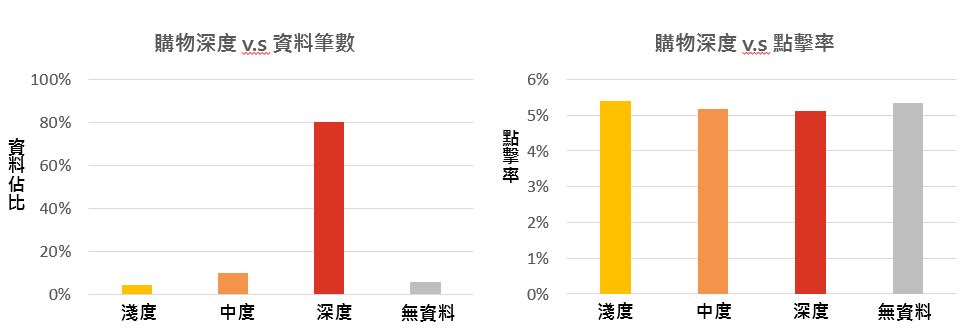 購物深度 v.s 資料筆數
100%
80%
60%
40%
20%
0%
資料佔比
淺度 中度 深度 無資料
購物深度 v.s 點擊率
6%
5%
4%
3%
2%
1%
0%
點擊率
淺度 中度 深度 無資料